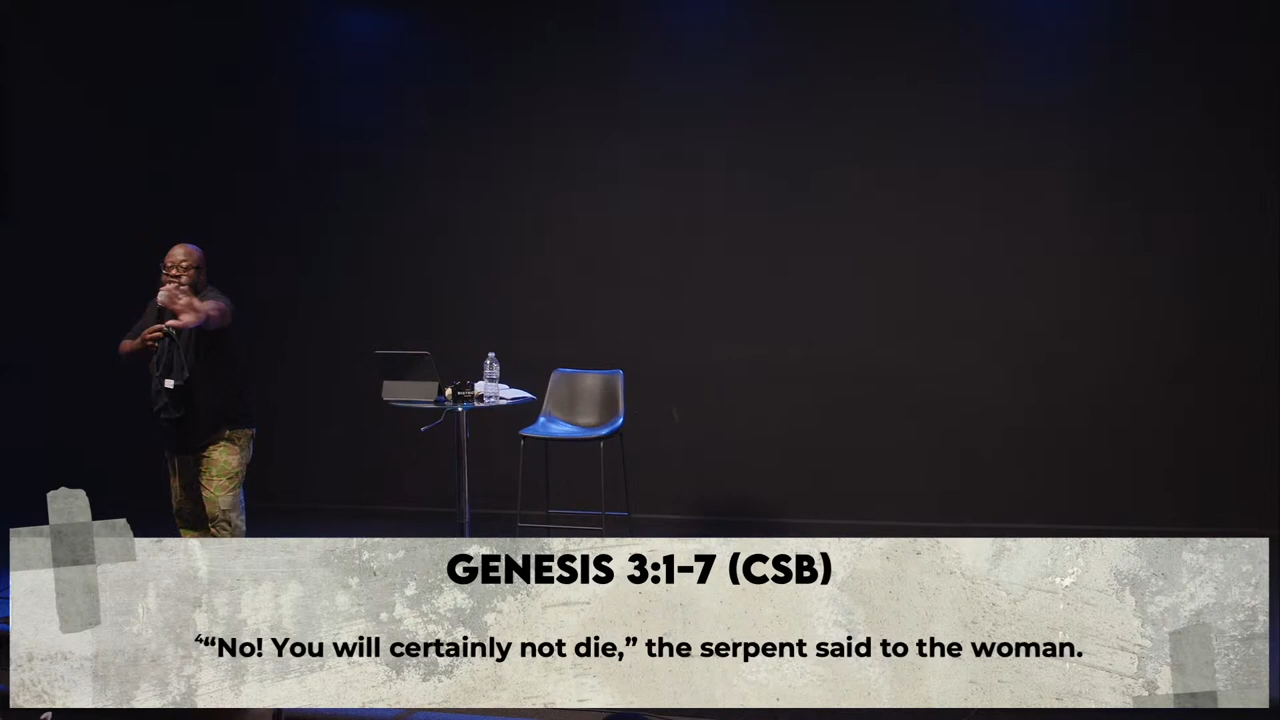 GENESIS 3:1-7 (CSB)
⁴“No! You will certainly not die,” the serpent said to the woman.